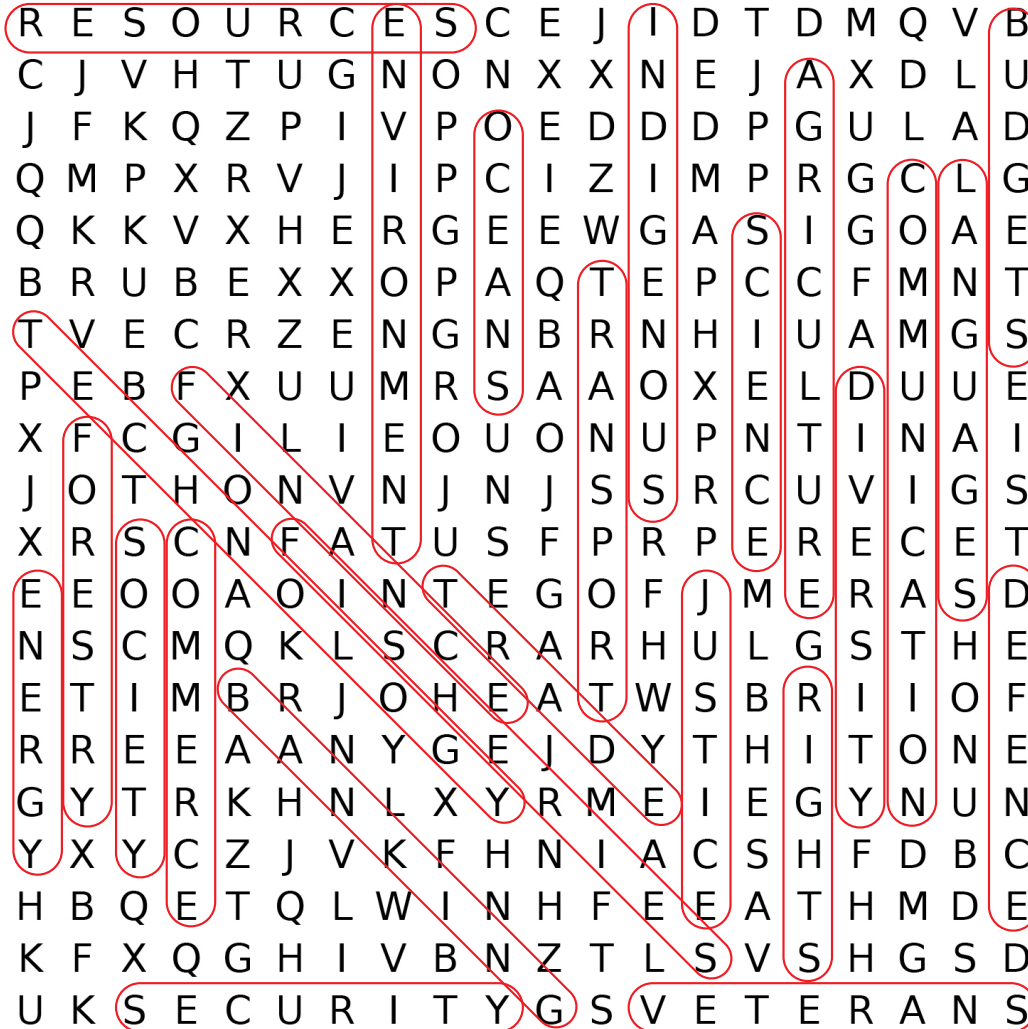 R E S O U R C E S C E J I D T D M Q V B
C J V H T U G N O N X X N E J A X D L U
J F K Q Z P I V P O E D D D P G U L A D
Q M P X R V J I P C I Z I M P R G C L G
Q K K V X H E R G E E W G A S I G O A E
B R U B E X X O P A Q T E P C C F M N T
T V E C R Z E N G N B R N H I U A M G S
P E B F X U U M R S A A O X E L D U U E
X F C G I L I E O U O N U P N T I N A I
J O T H O N V N J N J S S R C U V I G S
X R S C N F A T U S F P R P E R E C E T
E E O O A O I N T E G O F J M E R A S D
N S C M Q K L S C R A R H U L G S T H E
E T I M B R J O H E A T W S B R I I O F
R R E E A A N Y G E J D Y T H I T O N E
G Y T R K H N L X Y R M E I E G Y N U N
Y X Y C Z J V K F H N I A C S H F D B C
H B Q E T Q L W I N H F E E A T H M D E
K F X Q G H I V B N Z T L S V S H G S D
U K S E C U R I T Y G S V E T E R A N S